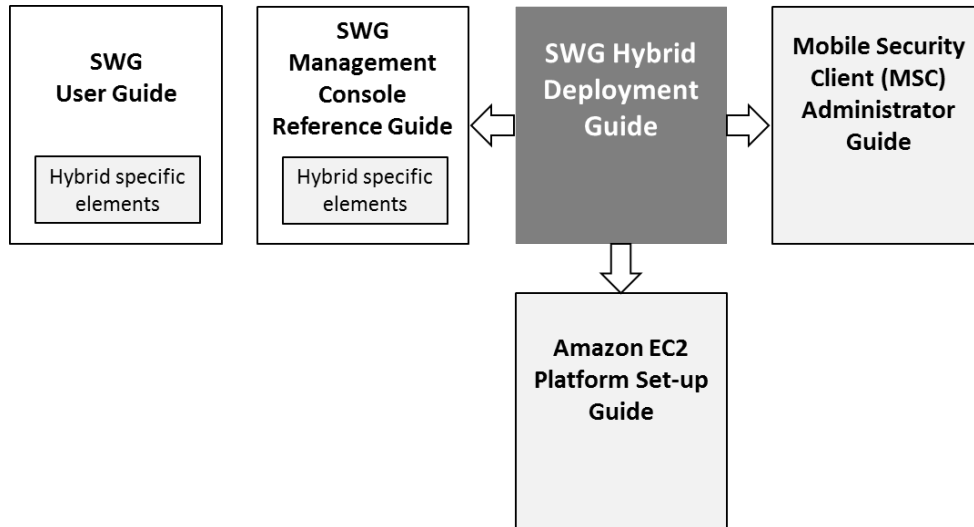 SWG
User Guide
Hybrid specific
elements
SWG
Management
Console
Reference Guide
Hybrid specific
elements
SWG Hybrid
Deployment
Guide
Mobile Security
Client (MSC)
Administrator
Guide
Amazon EC2
Platform Set-up
Guide